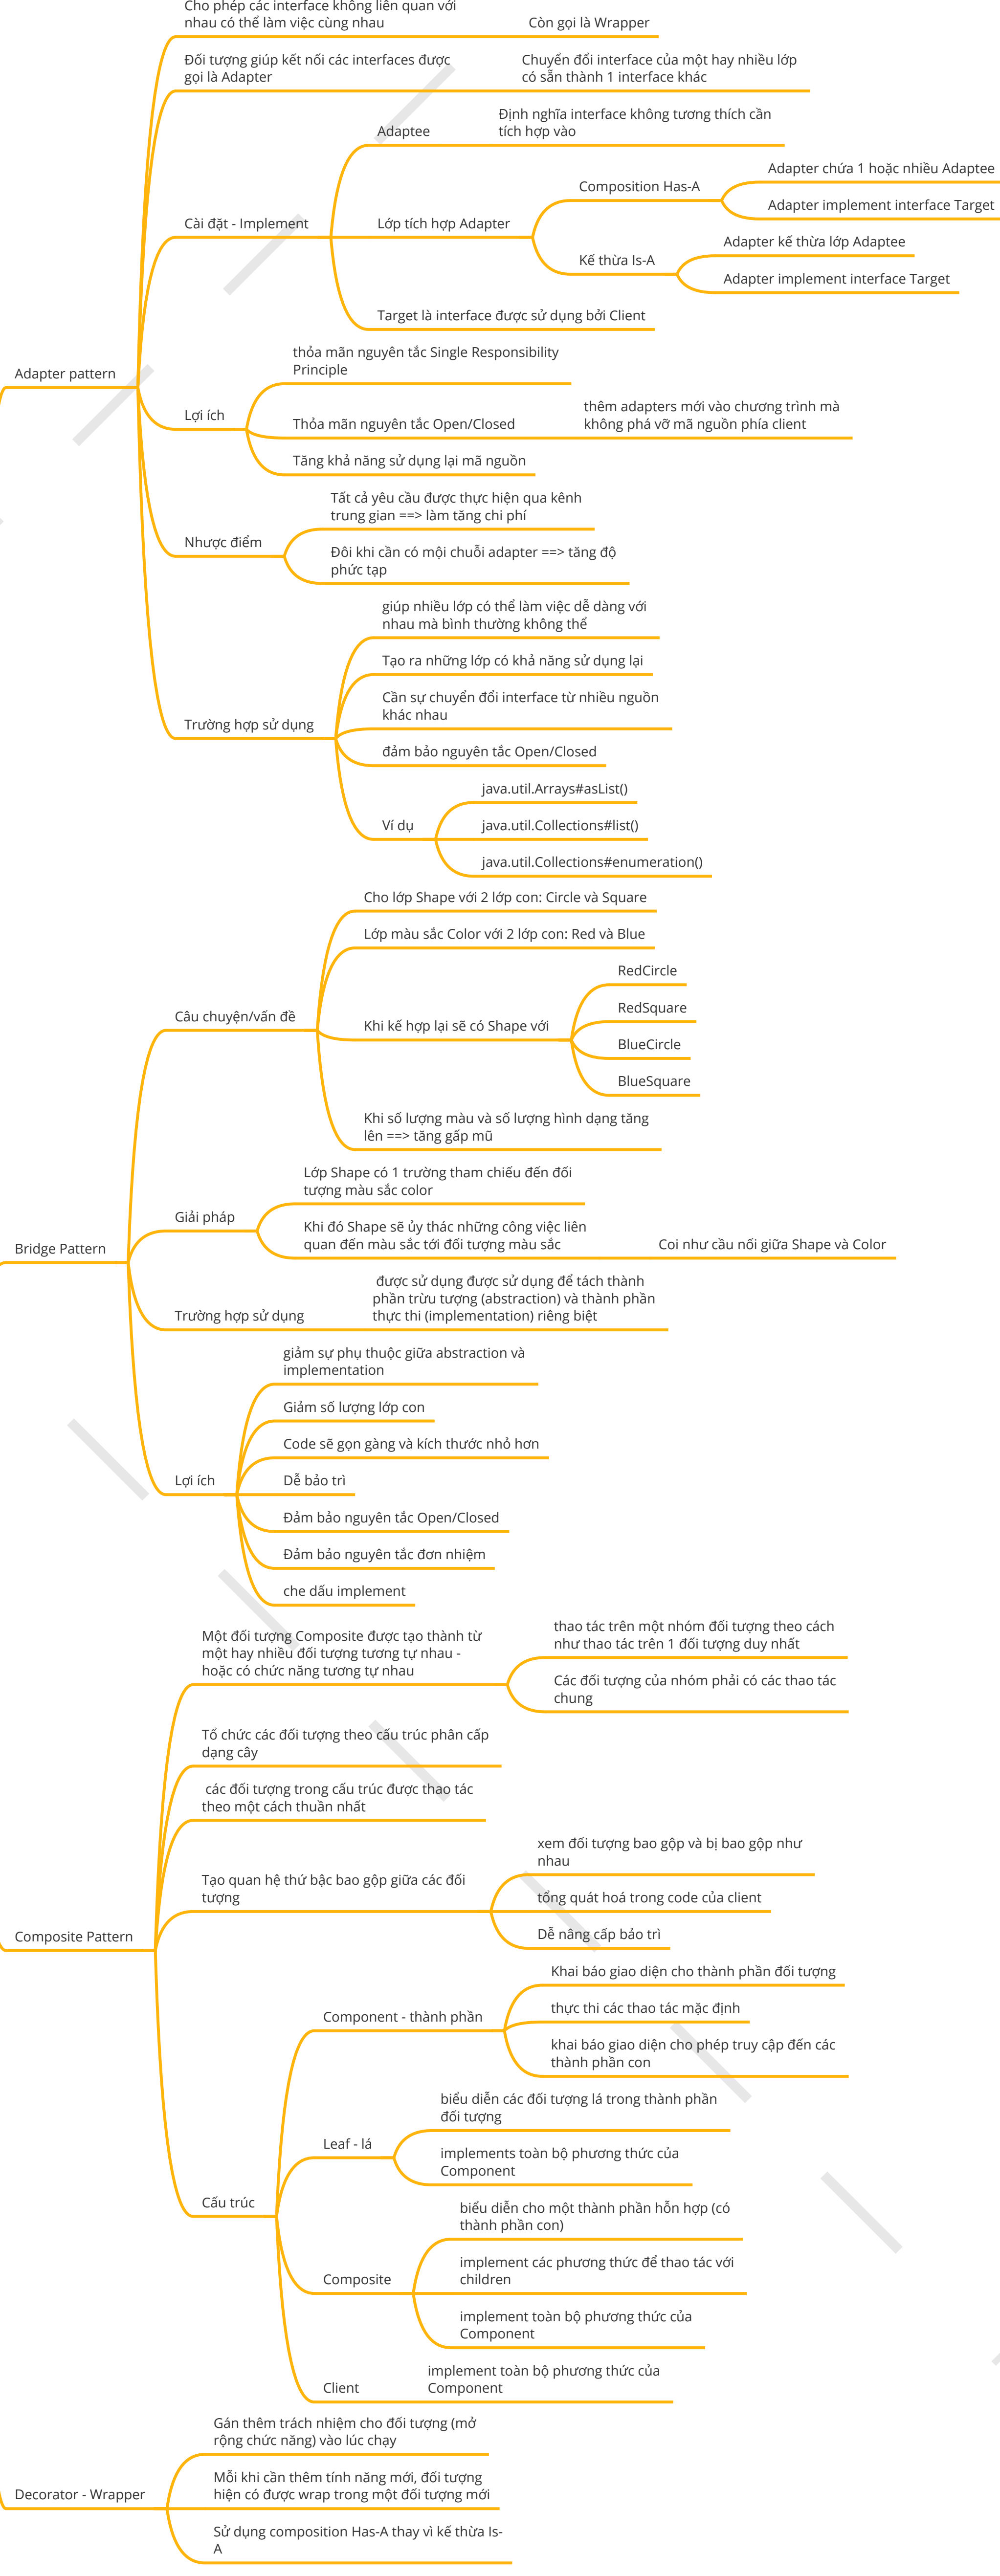 Cho phép các interface không liên quan với
nhau có thể làm việc cùng nhau
Còn gọi là Wrapper
Đối tượng giúp kết nối các interfaces được
gọi là Adapter
Chuyển đổi interface của một hay nhiều lớp
có sẵn thành 1 interface khác
Adapter pattern
Cài đặt - Implement
Adaptee
Định nghĩa interface không tương thích cần
tích hợp vào
Lớp tích hợp Adapter
Composition Has-A
Adapter chứa 1 hoặc nhiều Adaptee
Adapter implement interface Target
Kế thừa Is-A
Adapter kế thừa lớp Adaptee
Adapter implement interface Target
Target là interface được sử dụng bởi Client
Lợi ích
thỏa mãn nguyên tắc Single Responsibility
Principle
Thỏa mãn nguyên tắc Open/Closed
thêm adapters mới vào chương trình mà
không phá vỡ mã nguồn phía client
Tăng khả năng sử dụng lại mã nguồn
Nhược điểm
Tất cả yêu cầu được thực hiện qua kênh
trung gian ==> làm tăng chi phí
Đôi khi cần có một chuỗi adapter ==> tăng độ
phức tạp
Trường hợp sử dụng
giúp nhiều lớp có thể làm việc dễ dàng với
nhau mà bình thường không thể
Tạo ra những lớp có khả năng sử dụng lại
Cần sự chuyển đổi interface từ nhiều nguồn
khác nhau
đảm bảo nguyên tắc Open/Closed
Ví dụ
java.util.Arrays#asList()
java.util.Collections#list()
java.util.Collections#enumeration()
Bridge Pattern
Câu chuyện/vấn đề
Cho lớp Shape với 2 lớp con: Circle và Square
Lớp màu sắc Color với 2 lớp con: Red và Blue
Khi kế hợp lại sẽ có Shape với
RedCircle
RedSquare
BlueCircle
BlueSquare
Khi số lượng màu và số lượng hình dạng tăng
lên ==> tăng gấp mũ
Giải pháp
Lớp Shape có 1 trường tham chiếu đến đối
tượng màu sắc color
Khi đó Shape sẽ ủy thác những công việc liên
quan đến màu sắc tới đối tượng màu sắc
Coi như cầu nối giữa Shape và Color
Trường hợp sử dụng
được sử dụng được sử dụng để tách thành
phần trừu tượng (abstraction) và thành phần
thực thi (implementation) riêng biệt
Lợi ích
giảm sự phụ thuộc giữa abstraction và
implementation
Giảm số lượng lớp con
Code sẽ gọn gàng và kích thước nhỏ hơn
Dễ bảo trì
Đảm bảo nguyên tắc Open/Closed
Đảm bảo nguyên tắc đơn nhiệm
che dấu implement
Composite Pattern
Một đối tượng Composite được tạo thành từ
một hay nhiều đối tượng tương tự nhau -
hoặc có chức năng tương tự nhau
thao tác trên một nhóm đối tượng theo cách
như thao tác trên 1 đối tượng duy nhất
Các đối tượng của nhóm phải có các thao tác
chung
Tổ chức các đối tượng theo cấu trúc phân cấp
dạng cây
các đối tượng trong cấu trúc được thao tác
theo một cách thuần nhất
Tạo quan hệ thứ bậc bao gộp giữa các đối
tượng
xem đối tượng bao gộp và bị bao gộp như
nhau
tổng quát hoá trong code của client
Dễ nâng cấp bảo trì
Cấu trúc
Component - thành phần
Khai báo giao diện cho thành phần đối tượng
thực thi các thao tác mặc định
khai báo giao diện cho phép truy cập đến các
thành phần con
Leaf - lá
biểu diễn các đối tượng lá trong thành phần
đối tượng
implements toàn bộ phương thức của
Component
Composite
biểu diễn cho một thành phần hỗn hợp (có
thành phần con)
implement các phương thức để thao tác với
children
implement toàn bộ phương thức của
Component
Client
implement toàn bộ phương thức của
Component
Decorator - Wrapper
Gán thêm trách nhiệm cho đối tượng (mở
rộng chức năng) vào lúc chạy
Mỗi khi cần thêm tính năng mới, đối tượng
hiện có được wrap trong một đối tượng mới
Sử dụng composition Has-A thay vì kế thừa Is-
A